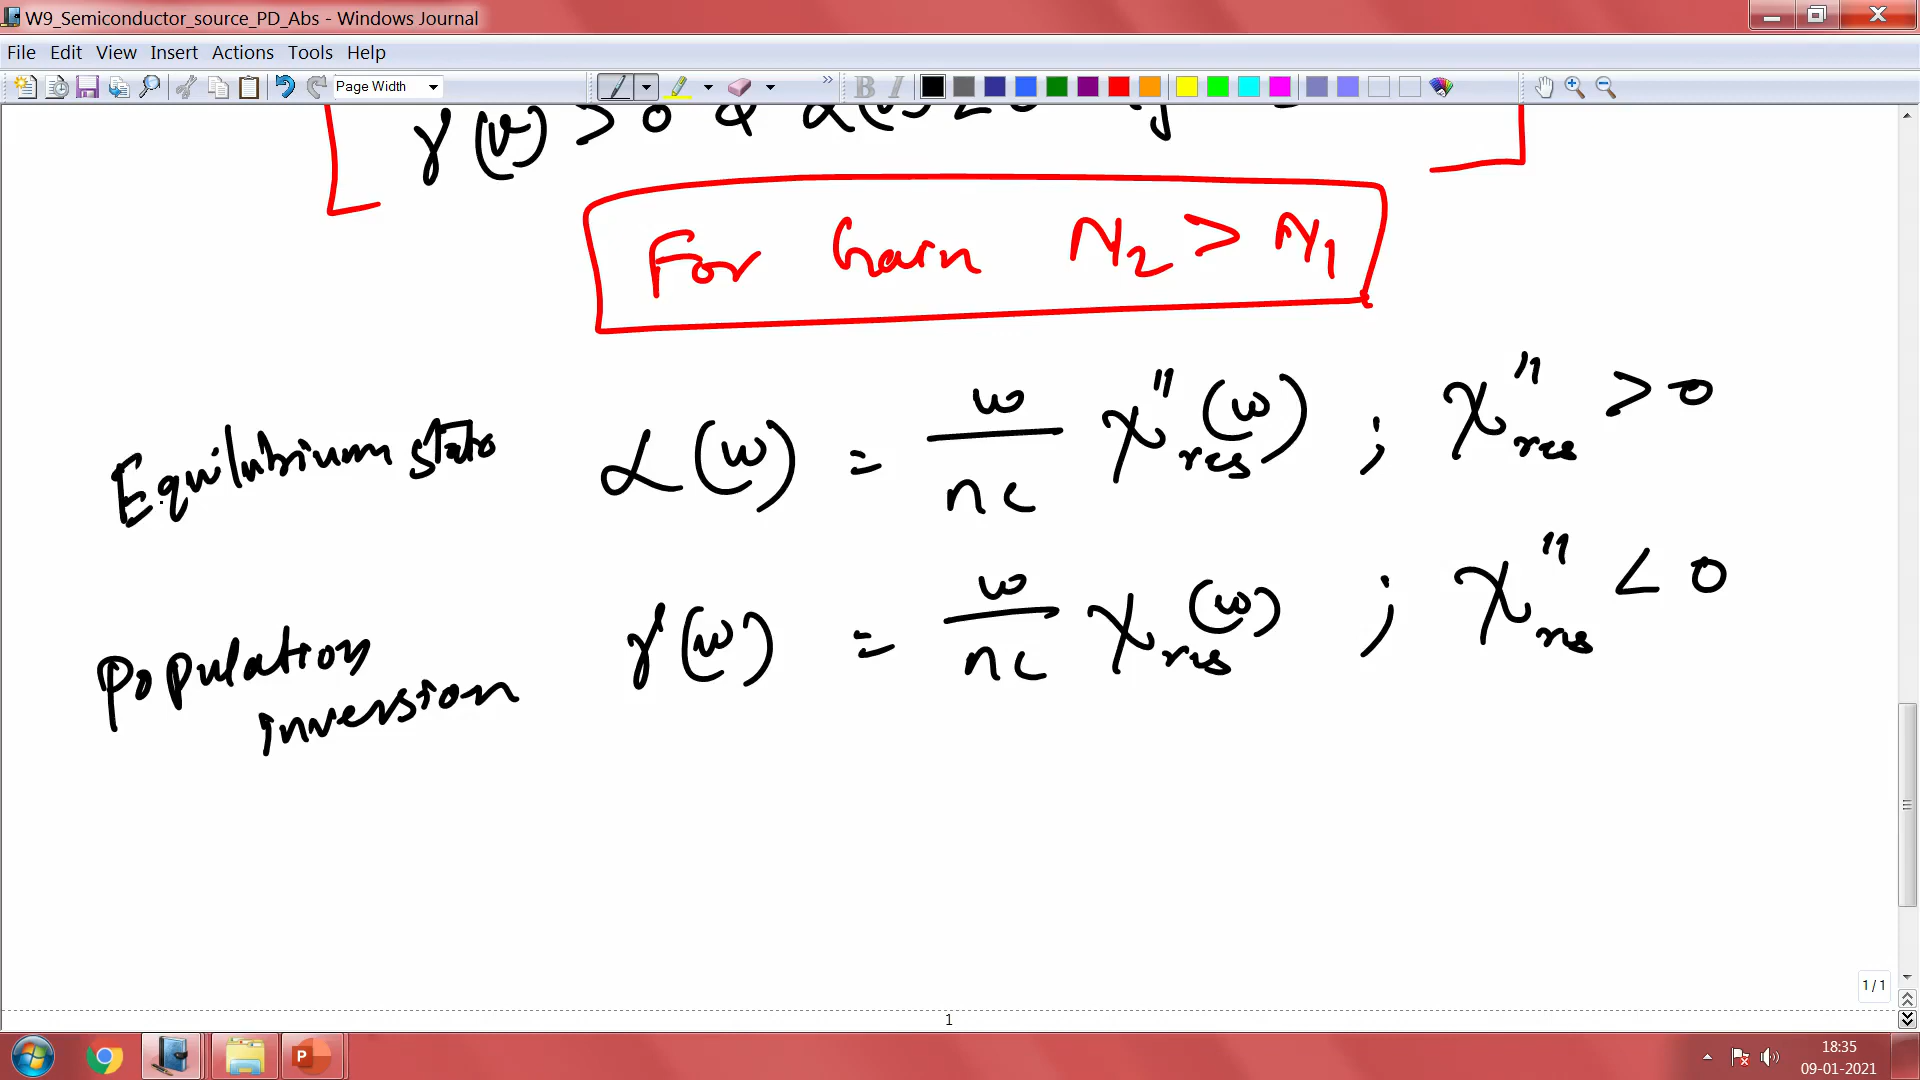 W9_Semiconductor_source_PD_Abs - Windows Journal
File Edit View Insert Actions Tools Help
Page Width
γ(ν) > 0 & α(ν)
For Gain N₂ > N₁
Equilibrium state α(ω) = ω/nc χ"res(ω) ; χ"res > 0
Population inversion γ(ω) = ω/nc χres(ω) ; χ"res < 0
1 / 1
1
18:35
09-01-2021